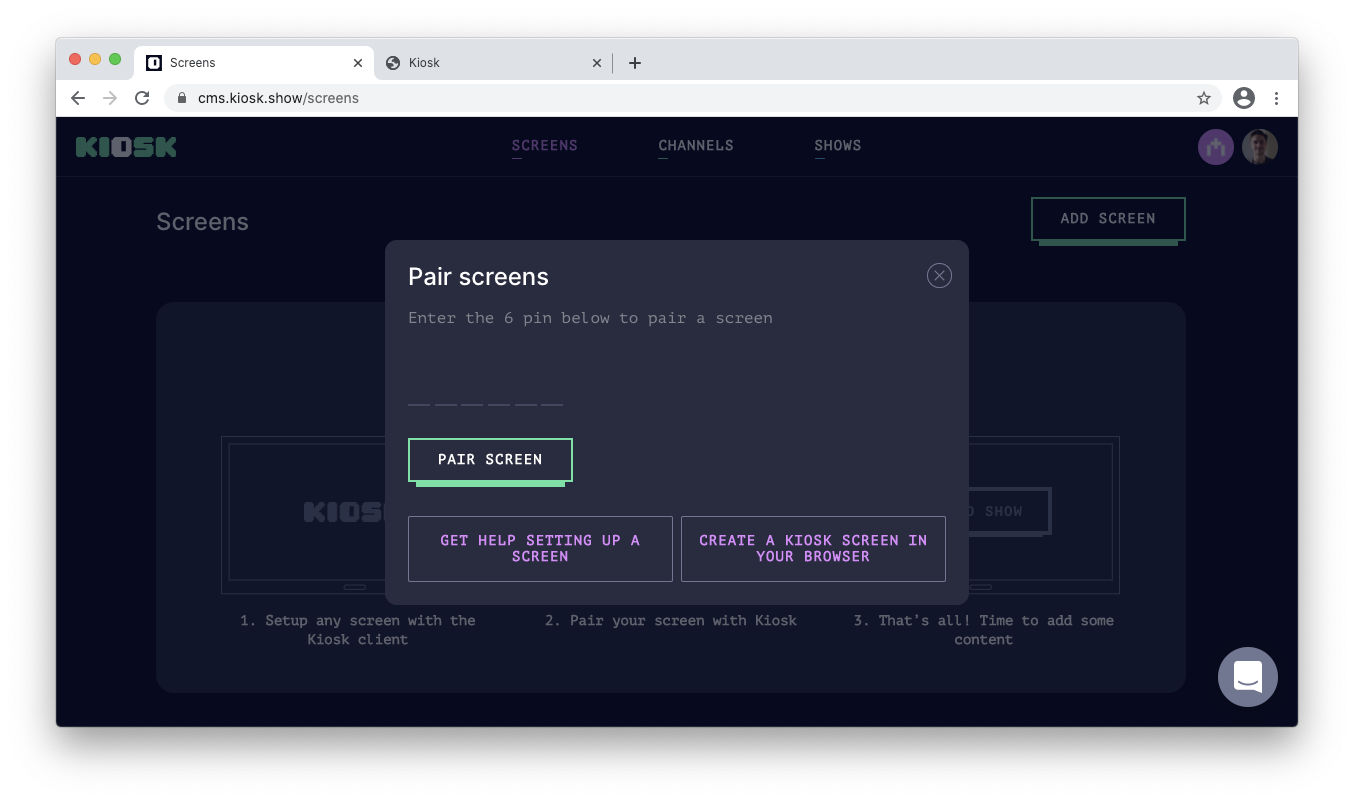 Screens
Kiosk
cms.kiosk.show/screens
KIOSK
SCREENS
CHANNELS
SHOWS
Screens
ADD SCREEN
Pair screens
Enter the 6 pin below to pair a screen
PAIR SCREEN
GET HELP SETTING UP A
SCREEN
CREATE A KIOSK SCREEN IN
YOUR BROWSER
KIOS
SHOW
1. Setup any screen with the
Kiosk client
2. Pair your screen with Kiosk
3. That's all! Time to add some
content